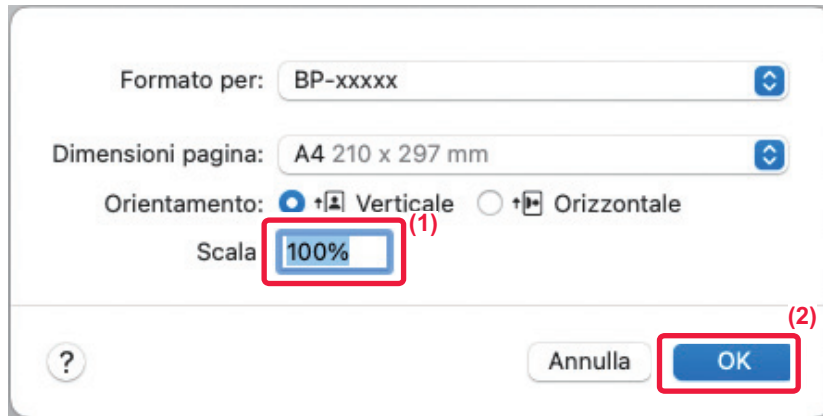 Formato per: BP-xxxxx
Dimensioni pagina: A4 210 x 297 mm
Orientamento: Verticale Orizzontale
(1)
Scala 100%
(2)
? Annulla OK